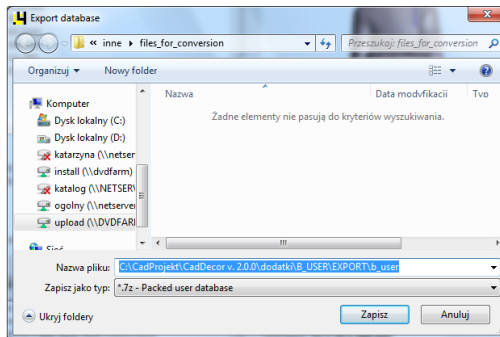 Export database
« inne ▸ files_for_conversion
Przeszukaj: files_for_conversion
Organizuj
Nowy folder
Nazwa
Data modyfikacji
Typ
Żadne elementy nie pasują do kryteriów wyszukiwania.
Komputer
Dysk lokalny (C:)
Dysk lokalny (D:)
katarzyna (\\netser
install (\\dvdfarm)
katalog (\\NETSER\
ogolny (\\netserver
upload (\\DVDFARI
Sieć
Nazwa pliku:
C:\CadProjekt\CadDecor v. 2.0.0\dodatki\B_USER\EXPORT\b_user
Zapisz jako typ:
*.7z - Packed user database
Ukryj foldery
Zapisz
Anuluj